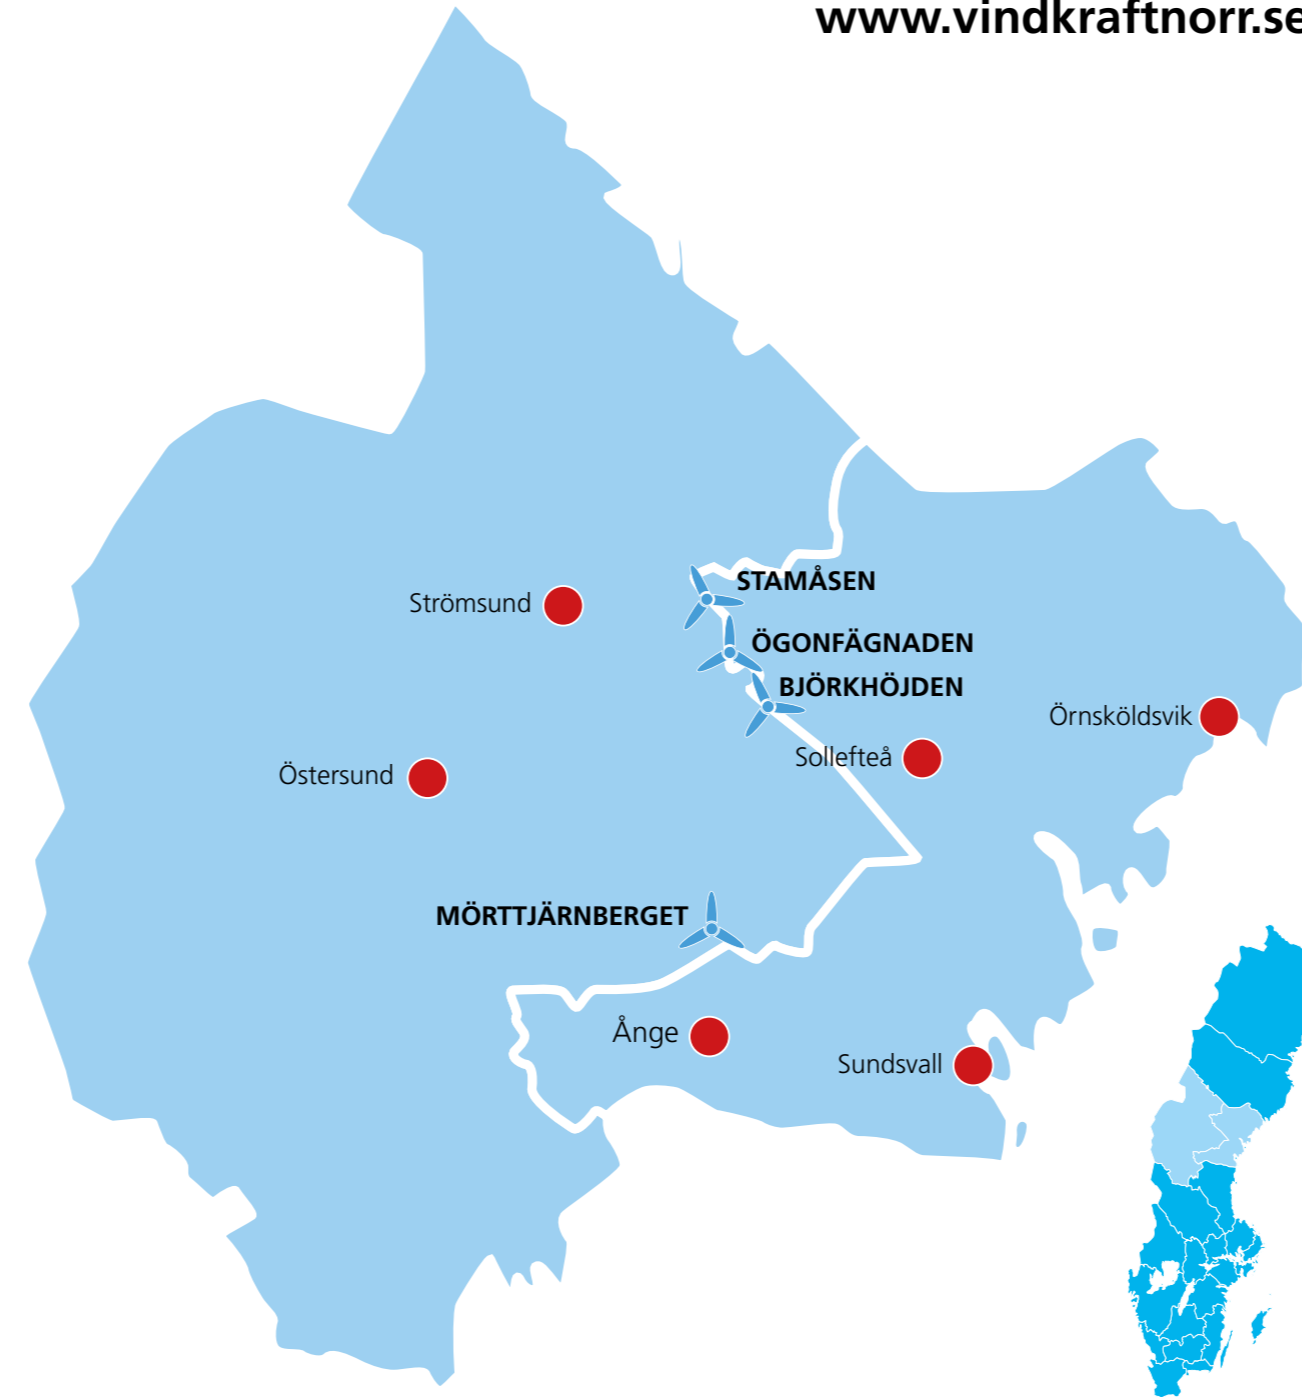 www.vindkraftnorr.se
STAMÅSEN
Strömsund
ÖGONFÄGNADEN
BJÖRKHÖJDEN
Örnsköldsvik
Sollefteå
Östersund
MÖRTTJÄRNBERGET
Ånge
Sundsvall